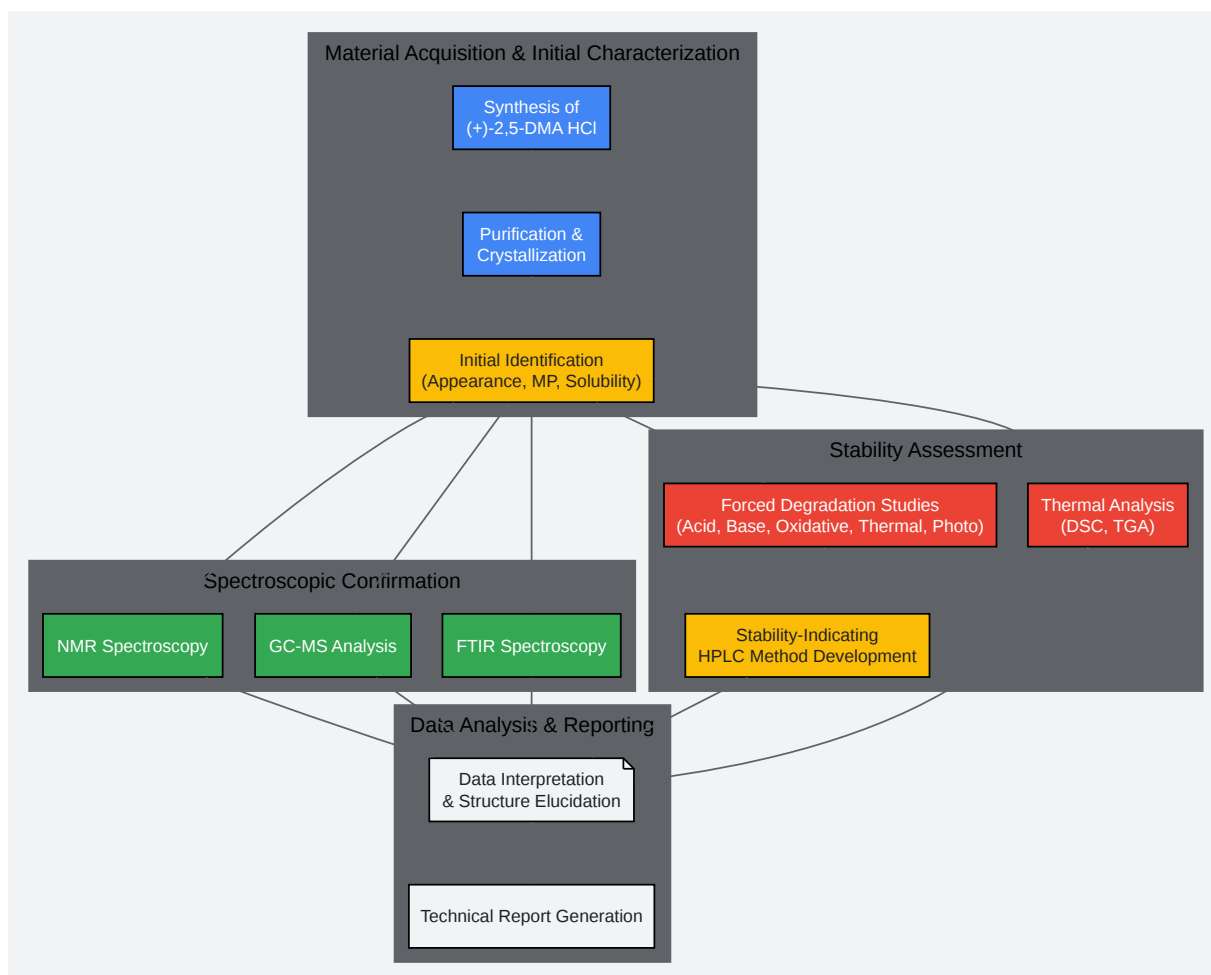 Material Acquisition & Initial Characterization
Synthesis of
(+)-2,5-DMA HCl
Purification &
Crystallization
Initial Identification
(Appearance, MP, Solubility)
Stability Assessment
Forced Degradation Studies
(Acid, Base, Oxidative, Thermal, Photo)
Thermal Analysis
(DSC, TGA)
Stability-Indicating
HPLC Method Development
Spectroscopic Confirmation
NMR Spectroscopy
GC-MS Analysis
FTIR Spectroscopy
Data Analysis & Reporting
Data Interpretation
& Structure Elucidation
Technical Report Generation